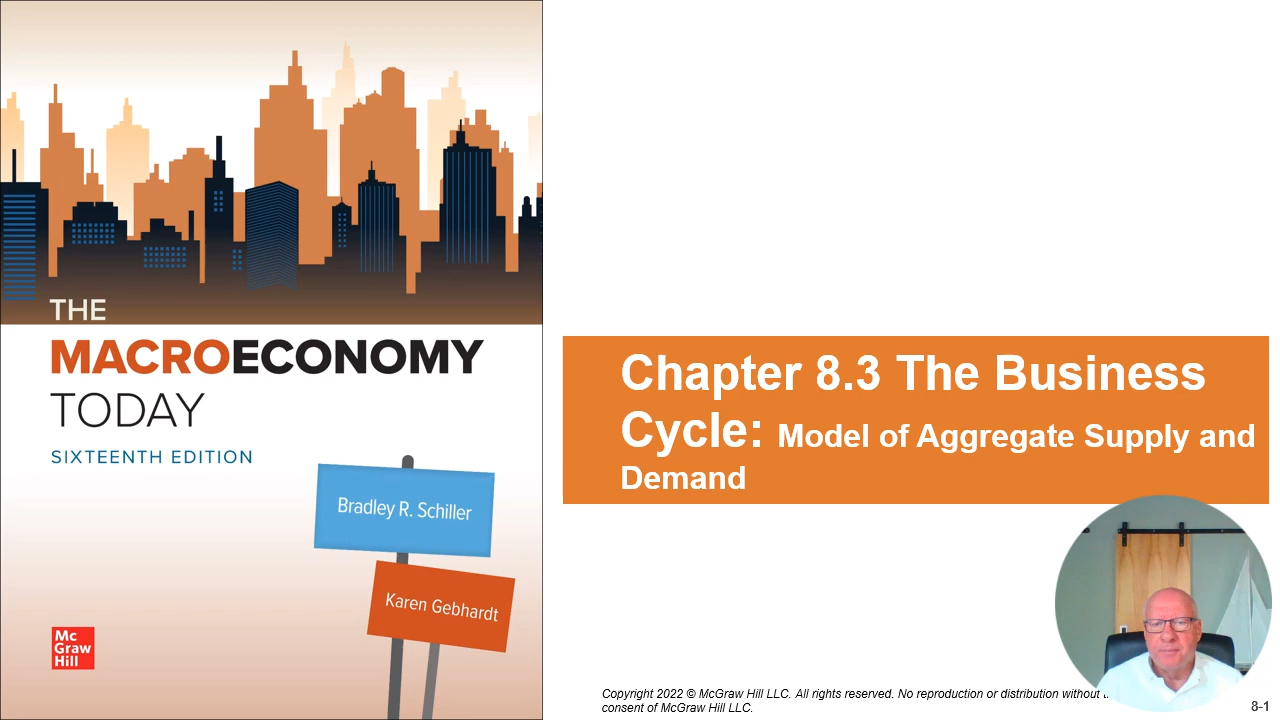 THE
MACROECONOMY
TODAY
SIXTEENTH EDITION
Bradley R. Schiller
Karen Gebhardt
Mc
Graw
Hill
Chapter 8.3 The Business
Cycle: Model of Aggregate Supply and
Demand
Copyright 2022 © McGraw Hill LLC. All rights reserved. No reproduction or distribution without
consent of McGraw Hill LLC.
8-1